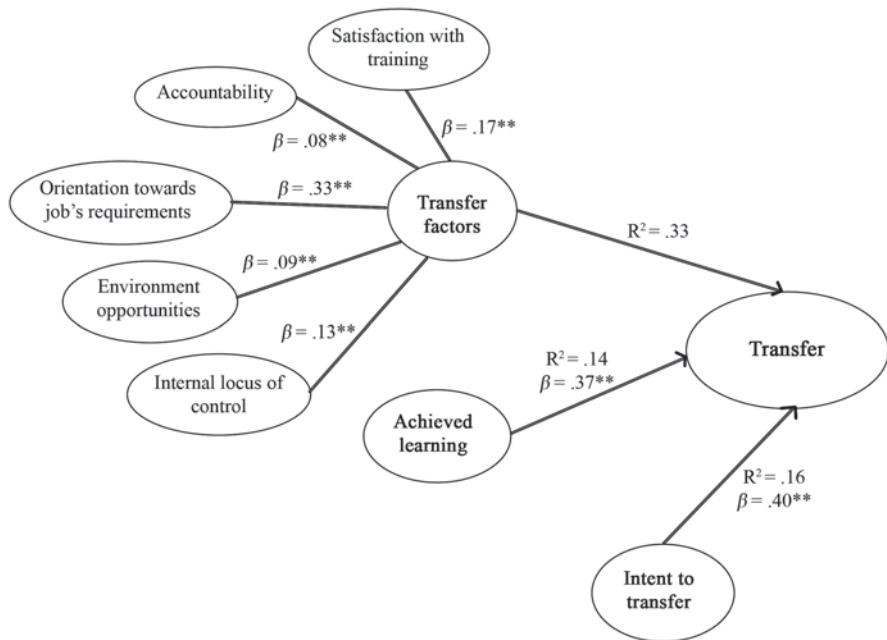 Satisfaction with
training
Accountability
β = .17**
β = .08**
Orientation towards
job's requirements
β = .33**
Transfer
factors
R² = .33
β = .09**
Environment
opportunities
β = .13**
Internal locus of
control
Transfer
R² = .14
β = .37**
Achieved
learning
R² = .16
β = .40**
Intent to
transfer